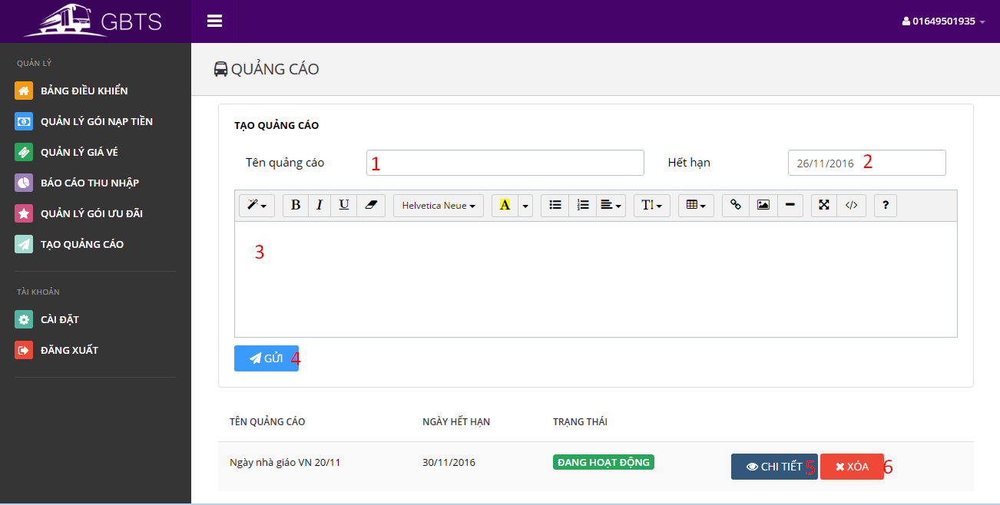 GBTS
01649501935
QUẢN LÝ
BẢNG ĐIỀU KHIỂN
QUẢN LÝ GÓI NẠP TIỀN
QUẢN LÝ GIÁ VÉ
BÁO CÁO THU NHẬP
QUẢN LÝ GÓI ƯU ĐÃI
TẠO QUẢNG CÁO
TÀI KHOẢN
CÀI ĐẶT
ĐĂNG XUẤT
QUẢNG CÁO
TẠO QUẢNG CÁO
Tên quảng cáo 1 Hết hạn 26/11/2016 2
B I U Helvetica Neue A T </> ?
3
GỬI 4
TÊN QUẢNG CÁO NGÀY HẾT HẠN TRẠNG THÁI
Ngày nhà giáo VN 20/11 30/11/2016 ĐANG HOẠT ĐỘNG CHI TIẾT 5 XÓA 6